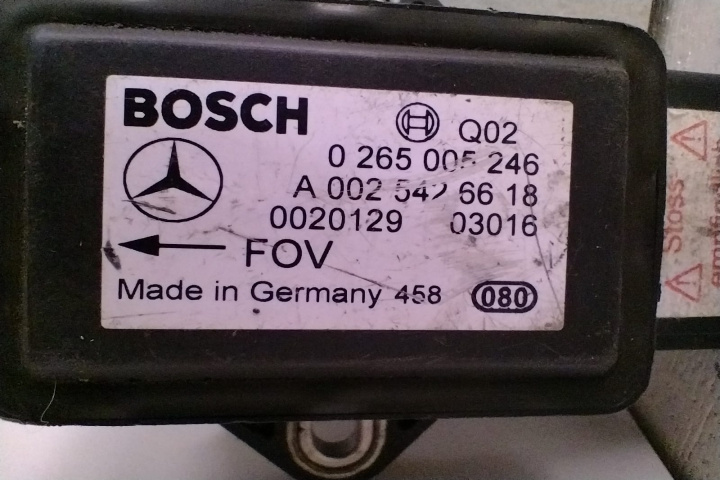 BOSCH
Q02
0 265 005 246
A 002 542 66 18
0020129 03016
FOV
Made in Germany 458
080
Stoss